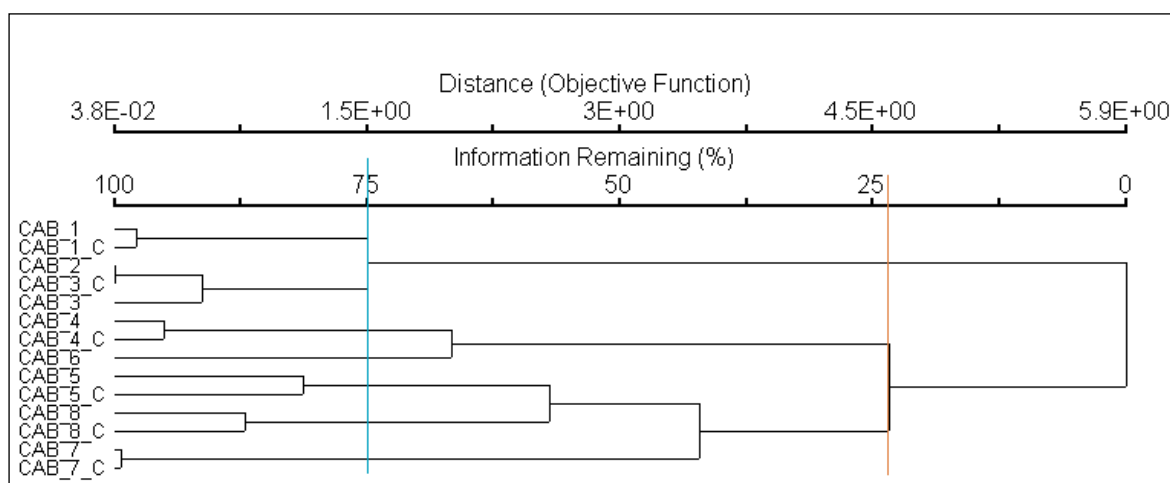 Distance (Objective Function)
3.8E-02 1.5E+00 3E+00 4.5E+00 5.9E+00
Information Remaining (%)
100 75 50 25 0
CAB_1
CAB_1_C
CAB_2
CAB_3_C
CAB_3
CAB_4
CAB_4_C
CAB_6
CAB_5
CAB_5_C
CAB_8
CAB_8_C
CAB_7
CAB_7_C